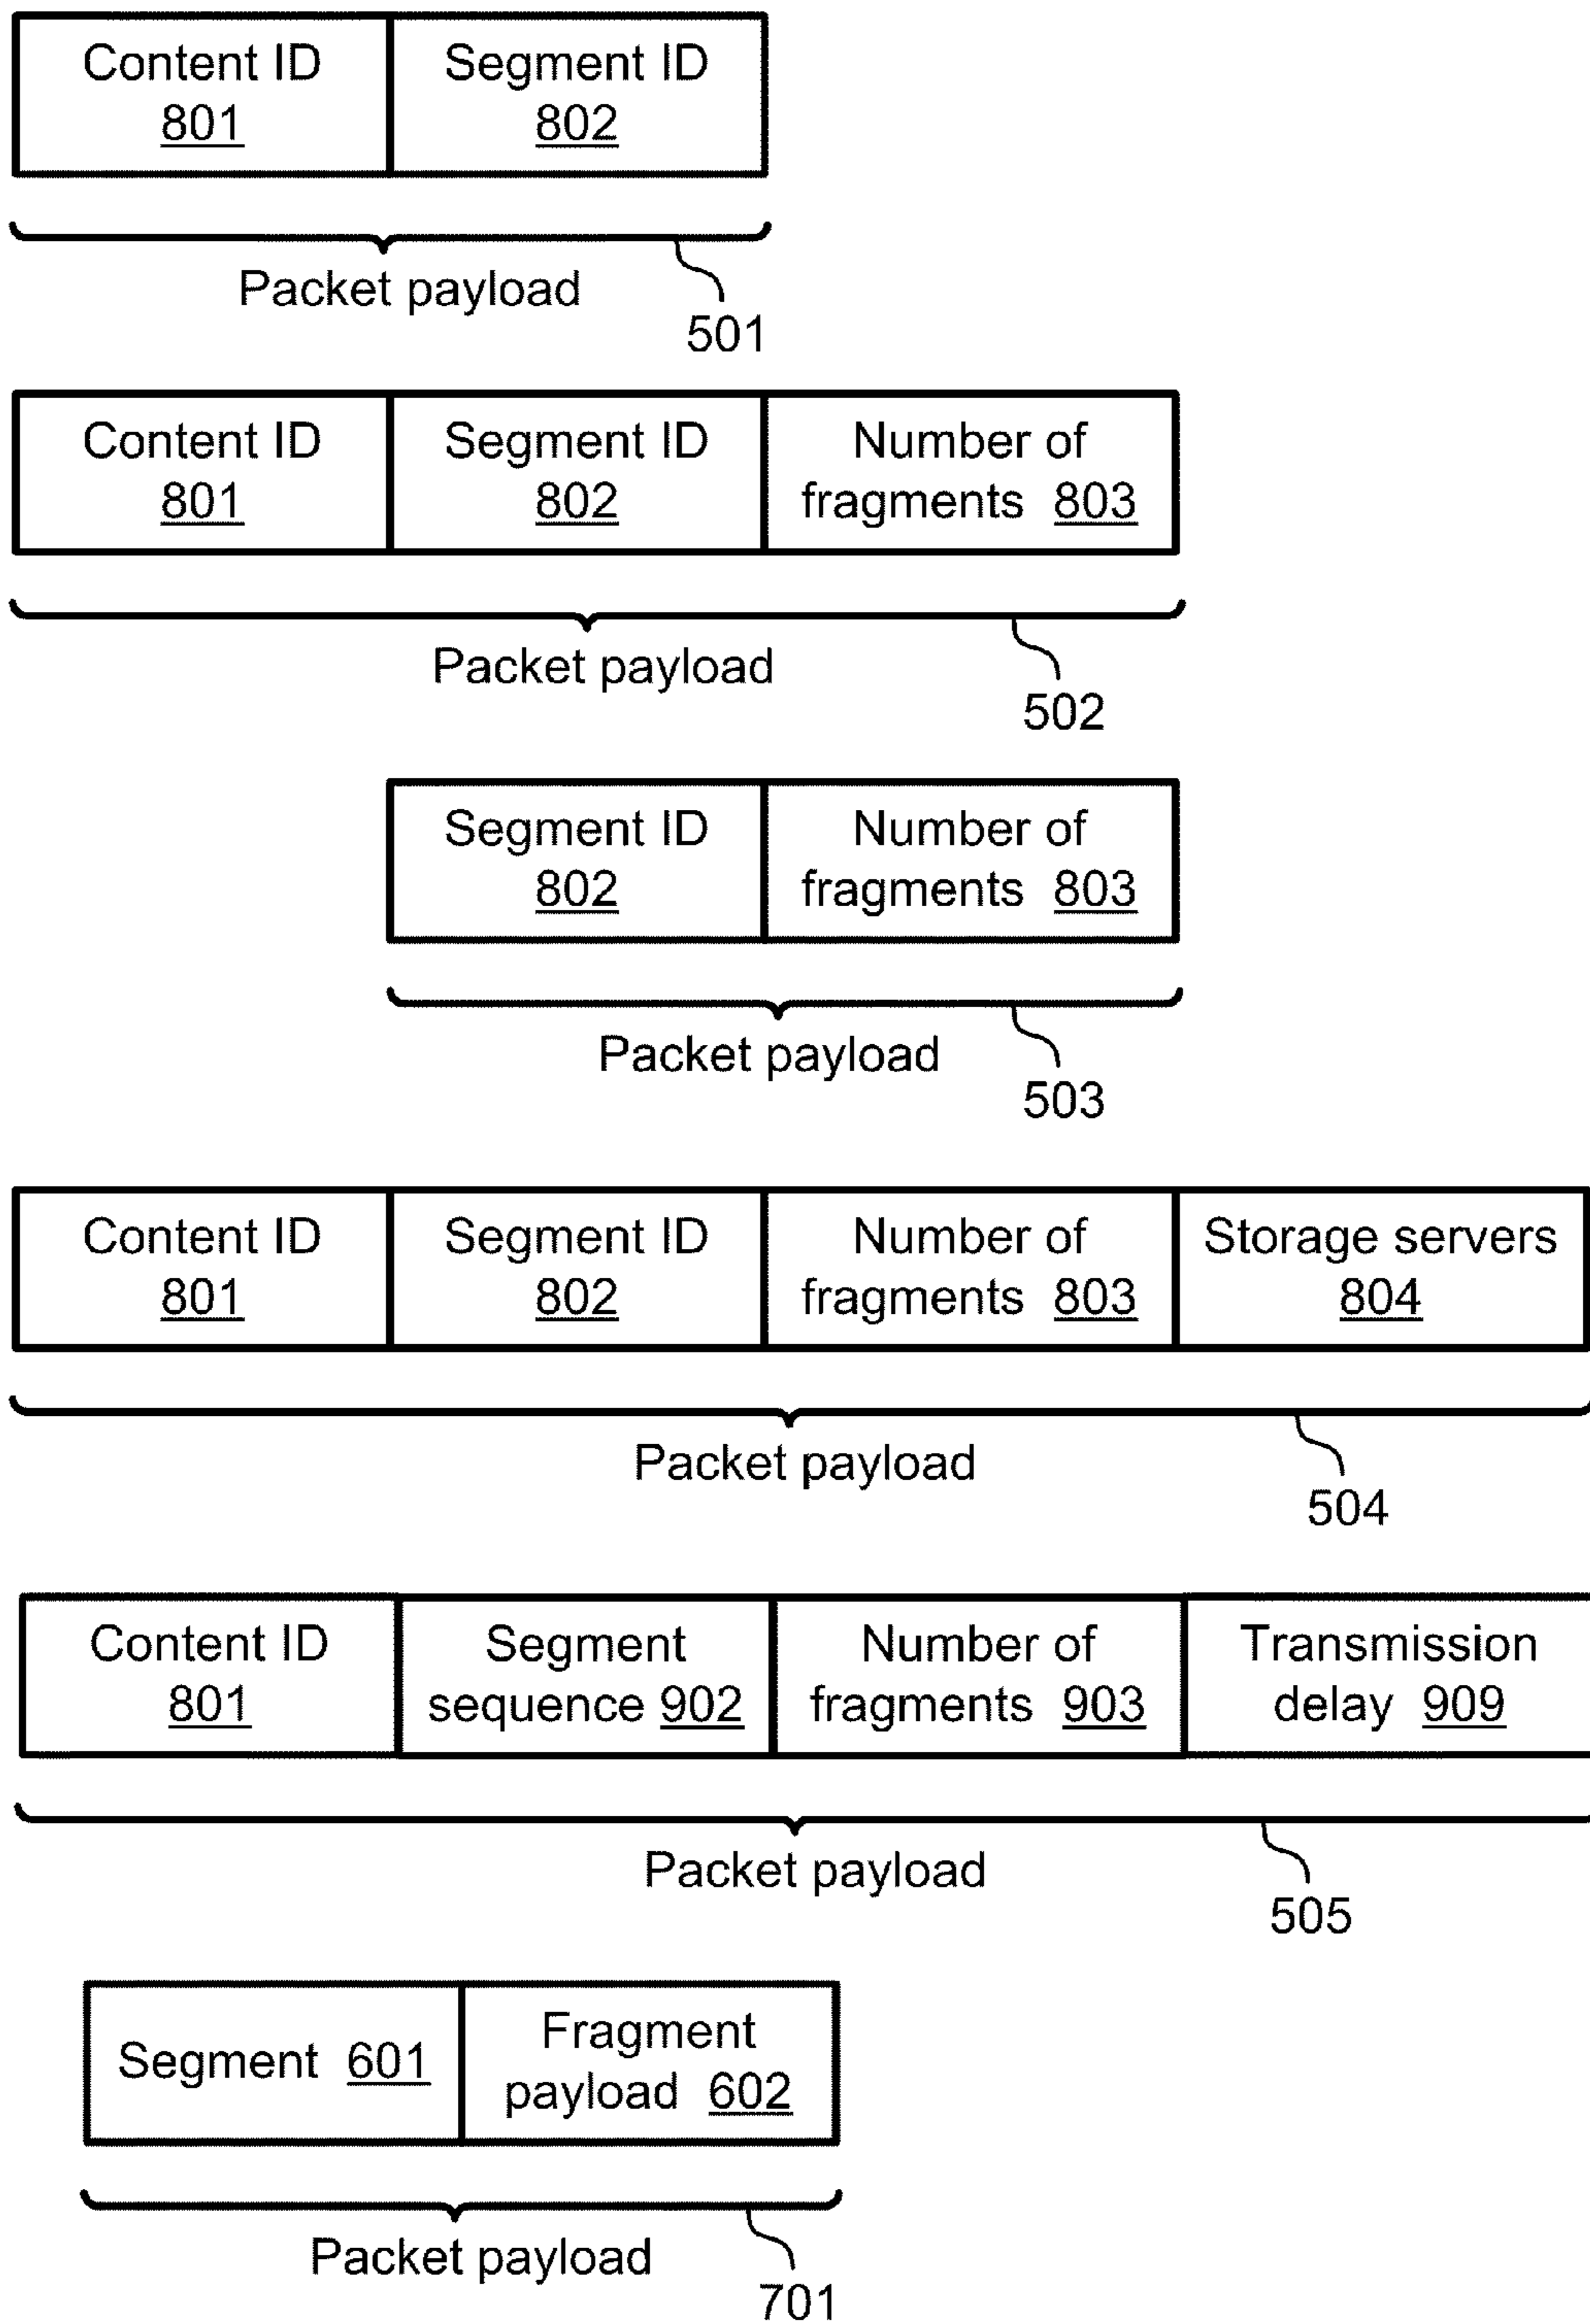 Content ID
801
Segment ID
802
Packet payload
501
Content ID
801
Segment ID
802
Number of
fragments 803
Packet payload
502
Segment ID
802
Number of
fragments 803
Packet payload
503
Content ID
801
Segment ID
802
Number of
fragments 803
Storage servers
804
Packet payload
504
Content ID
801
Segment
sequence 902
Number of
fragments 903
Transmission
delay 909
Packet payload
505
Segment 601
Fragment
payload 602
Packet payload
701